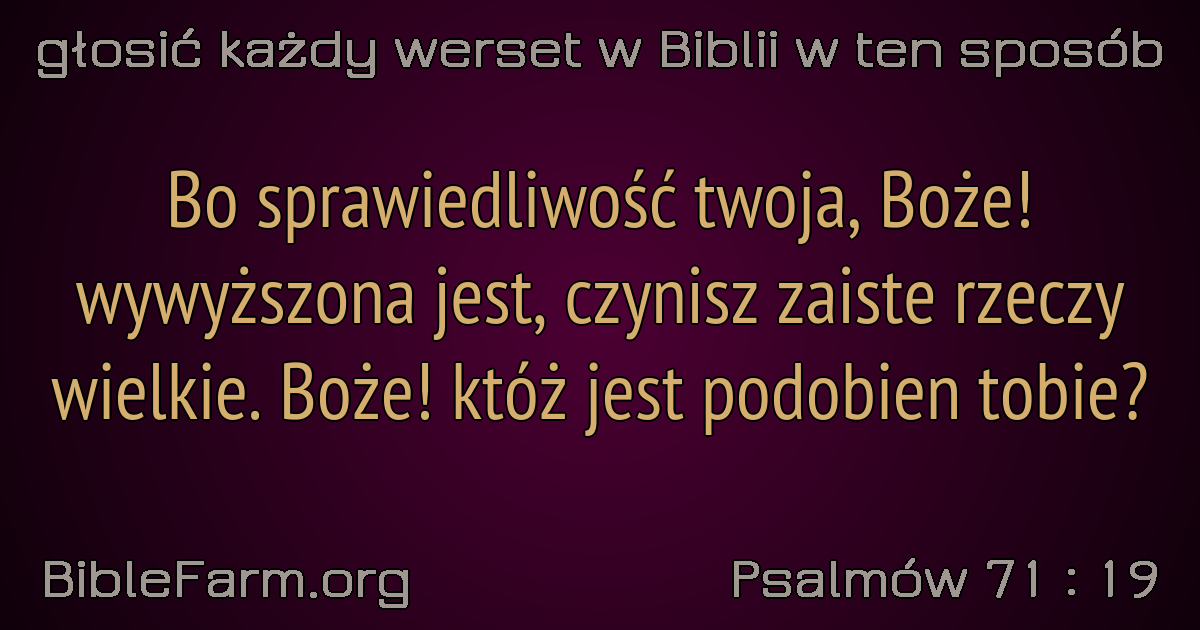 głosić każdy werset w Biblii w ten sposób
Bo sprawiedliwość twoja, Boże!
wywyższona jest, czynisz zaiste rzeczy
wielkie. Boże! któż jest podobien tobie?
BibleFarm.org
Psalmów 71 : 19